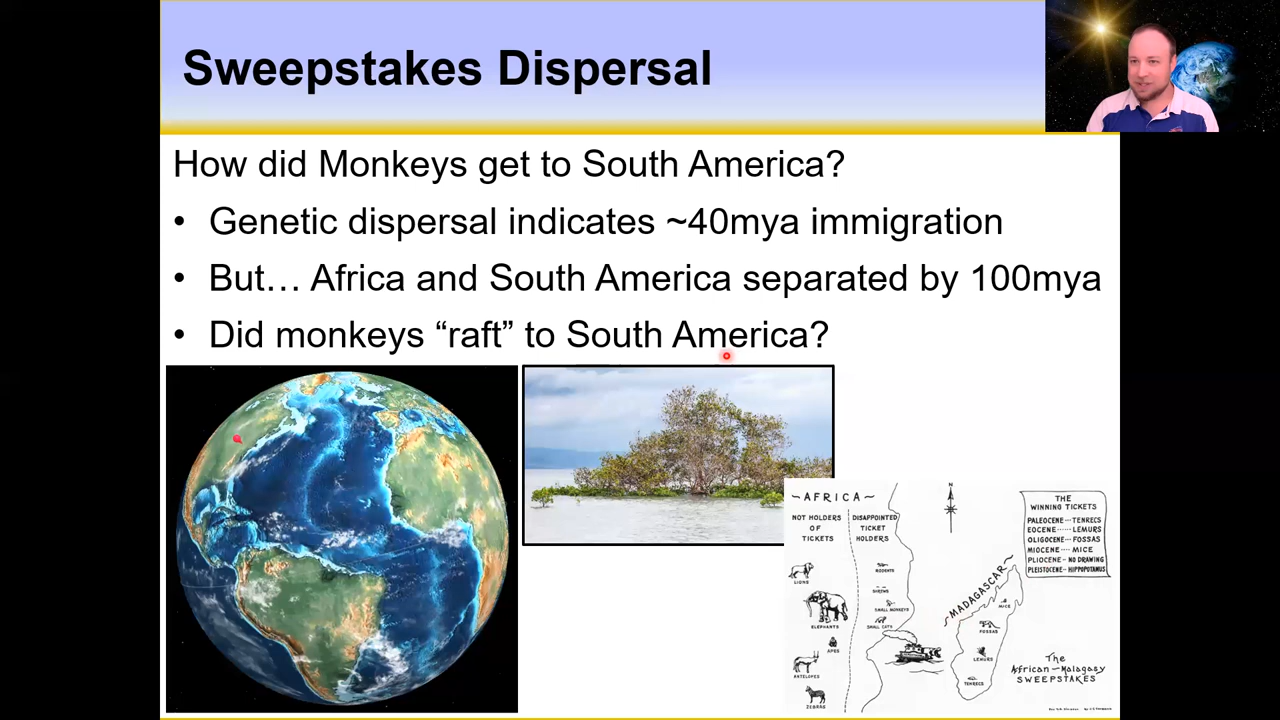 Sweepstakes Dispersal
How did Monkeys get to South America?
• Genetic dispersal indicates ~40mya immigration
• But… Africa and South America separated by 100mya
• Did monkeys “raft” to South America?
~AFRICA~
NOT HOLDERS
OF
TICKETS
DISAPPOINTED
TICKET
HOLDERS
LIONS
ELEPHANTS
APES
ANTELOPES
ZEBRAS
RODENTS
SHREWS
SMALL MONKEYS
SMALL CATS
N
~MADAGASCAR~
MICE
FOSSAS
LEMURS
TENRECS
THE
WINNING TICKETS
PALEOCENE---TENRECS
EOCENE------LEMURS
OLIGOCENE--FOSSAS
MIOCENE---- MICE
PLIOCENE-- NO DRAWING
PLEISTOCENE--HIPPOPOTAMUS
The
African-Malagasy
SWEEPSTAKES